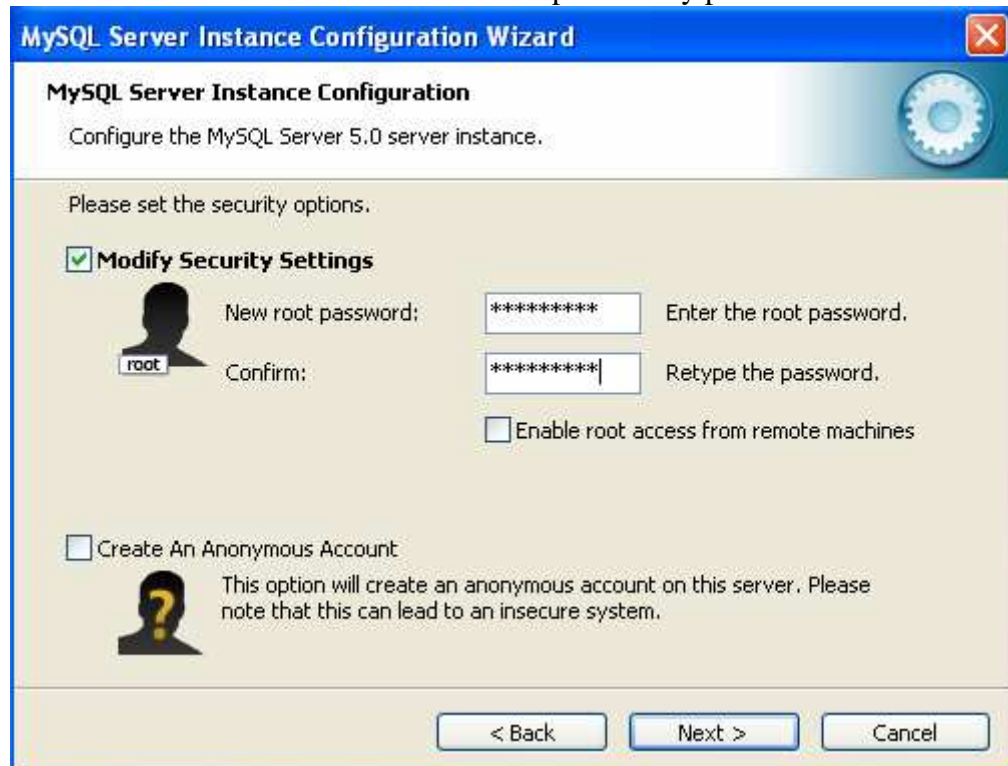 MySQL Server Instance Configuration Wizard
MySQL Server Instance Configuration
Configure the MySQL Server 5.0 server instance.
Please set the security options.
Modify Security Settings
New root password: ********* Enter the root password.
root
Confirm: ********* Retype the password.
Enable root access from remote machines
Create An Anonymous Account
?
This option will create an anonymous account on this server. Please
note that this can lead to an insecure system.
< Back Next > Cancel